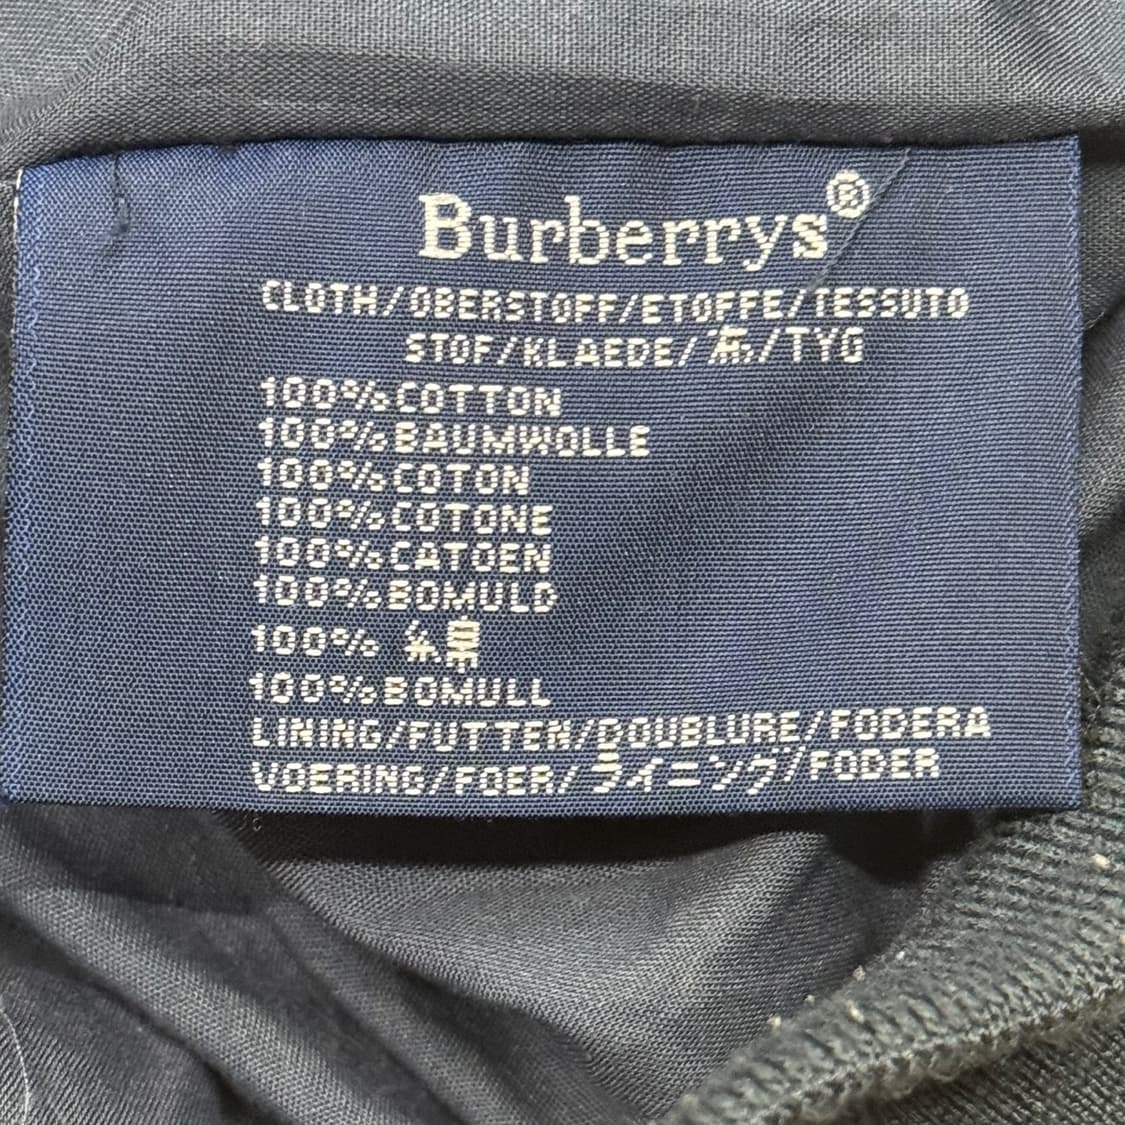 Burberrys®
CLOTH/OBERSTOFF/ETOFFE/TESSUTO
STOF/KLAEDE/布/TYG
100% COTTON
100% BAUMWOLLE
100% COTON
100% COTONE
100% CATOEN
100% BOMULD
100%
100% BOMULL
LINING/FUTTEN/DOUBLURE/FODERA
VOERING/FOER/ライニング/FODER